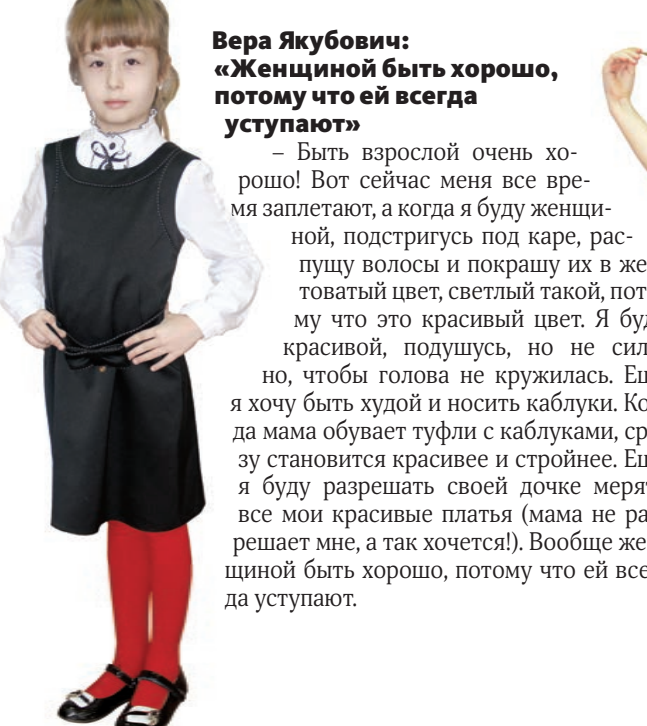 Вера Якубович:
«Женщиной быть хорошо,
потому что ей всегда
уступают»
– Быть взрослой очень хо-
рошо! Вот сейчас меня все вре-
мя заплетают, а когда я буду женщи-
ной, подстригусь под каре, рас-
пущу волосы и покрашу их в же
товатый цвет, светлый такой, пот
му что это красивый цвет. Я буд
красивой, подушусь, но не сил
но, чтобы голова не кружилась. Ещ
я хочу быть худой и носить каблуки. Ко
да мама обувает туфли с каблуками, ср
зу становится красивее и стройнее. Ещ
я буду разрешать своей дочке мерят
все мои красивые платья (мама не ра
решает мне, а так хочется!). Вообще же
щиной быть хорошо, потому что ей все
да уступают.